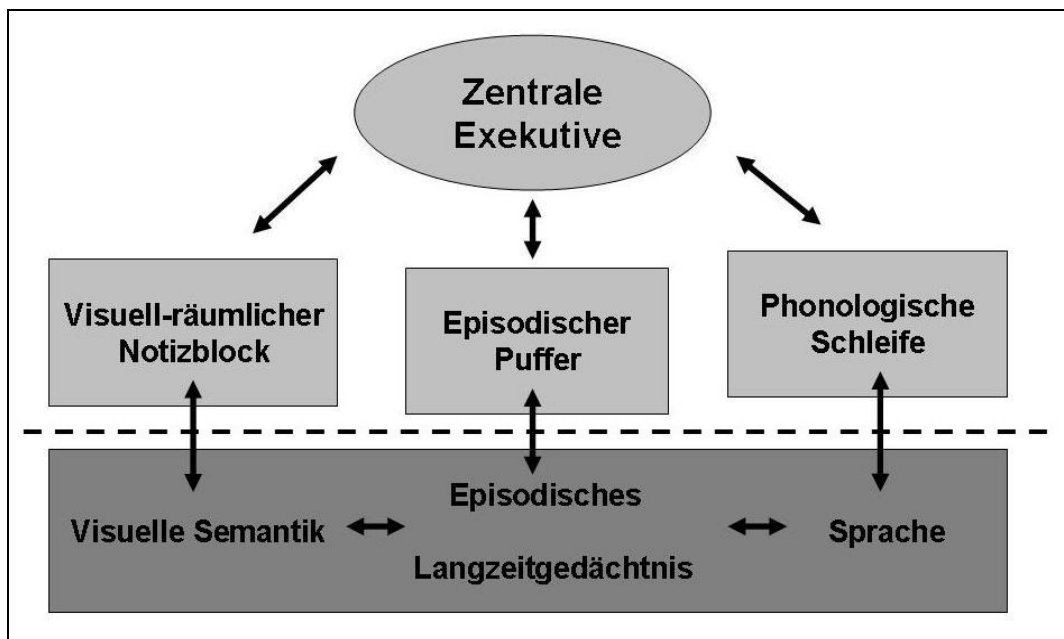 Zentrale
Exekutive
Visuell-räumlicher
Notizblock
Episodischer
Puffer
Phonologische
Schleife
Episodisches
Visuelle Semantik
Sprache
Langzeitgedächtnis